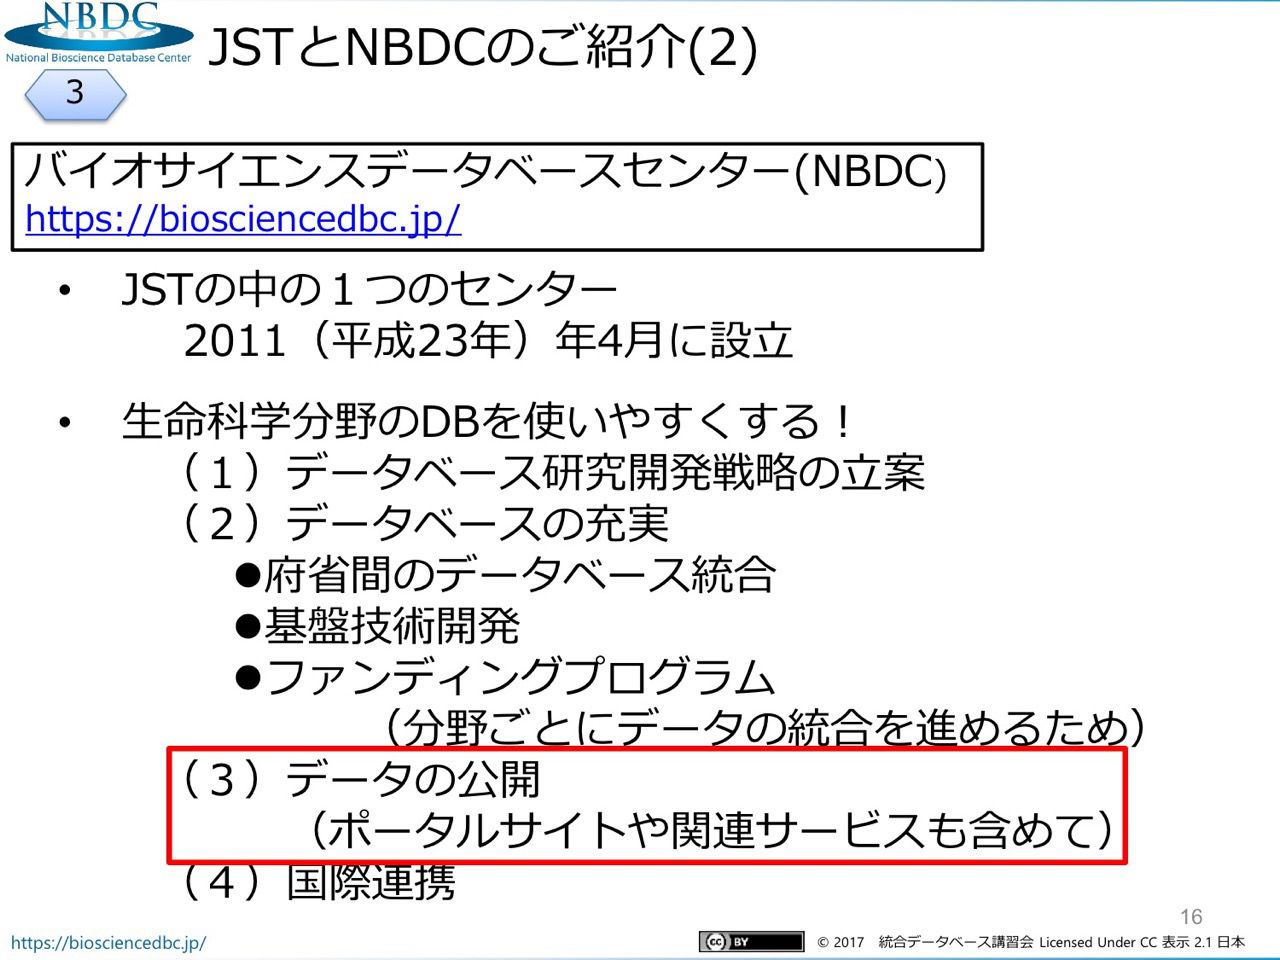 NBDC
National Bioscience Database Center
JSTとNBDCのご紹介(2)
3
バイオサイエンスデータベースセンター(NBDC)
https://biosciencedbc.jp/
• JSTの中の１つのセンター
2011（平成23年）年4月に設立
• 生命科学分野のDBを使いやすくする！
（１）データベース研究開発戦略の立案
（２）データベースの充実
●府省間のデータベース統合
●基盤技術開発
●ファンディングプログラム
（分野ごとにデータの統合を進めるため）
（３）データの公開
（ポータルサイトや関連サービスも含めて）
（４）国際連携
16
https://biosciencedbc.jp/
cc BY
© 2017 統合データベース講習会 Licensed Under CC 表示 2.1 日本